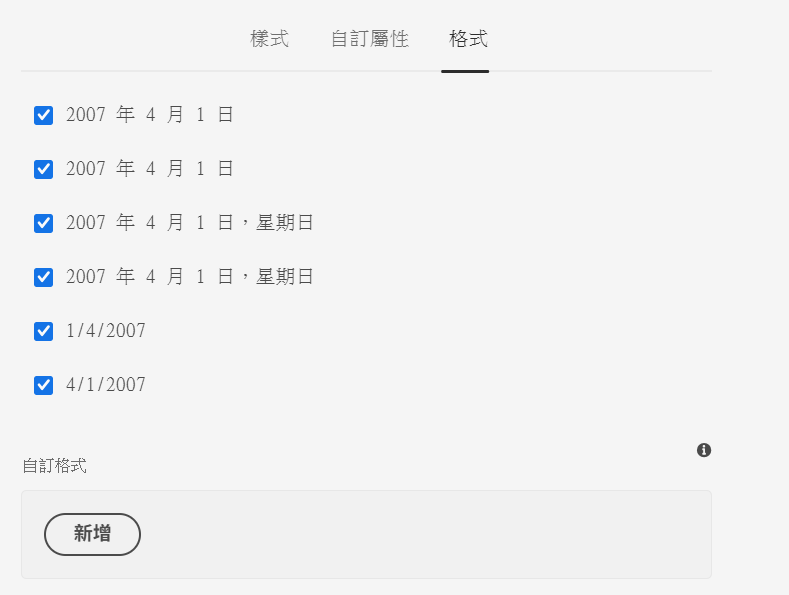 樣式 自訂屬性 格式
2007 年 4 月 1 日
2007 年 4 月 1 日
2007 年 4 月 1 日，星期日
2007 年 4 月 1 日，星期日
1/4/2007
4/1/2007
自訂格式
新增